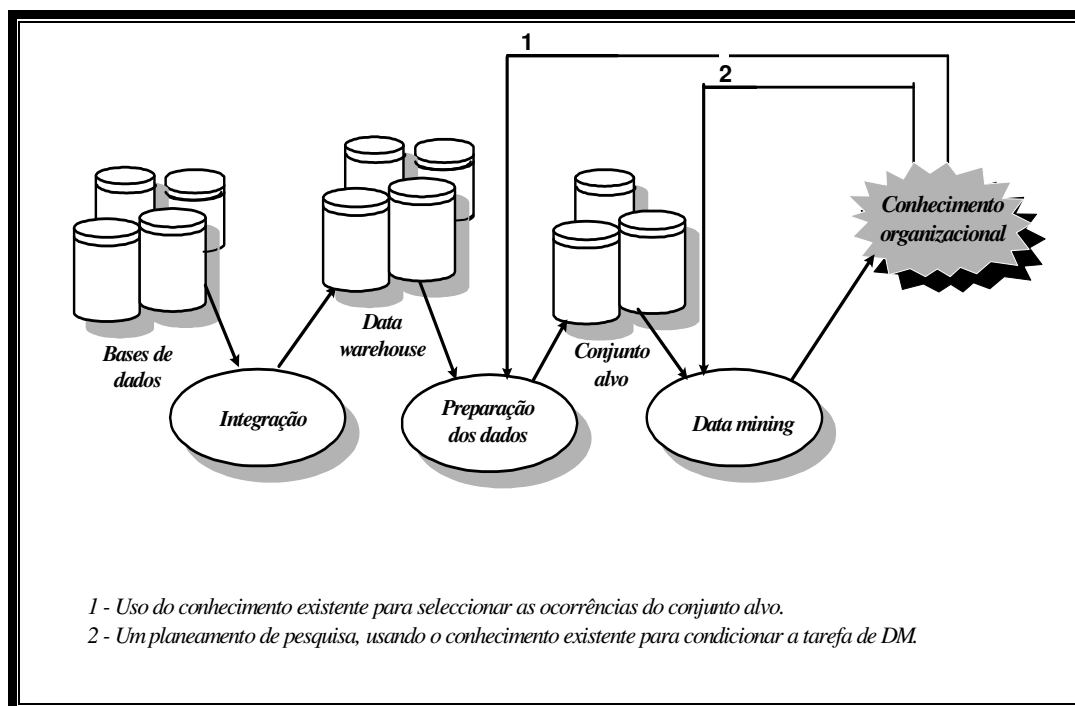 1
2
Conhecimento
organizacional
Bases de
dados
Data
warehouse
Conjunto
alvo
Integração
Preparação
dos dados
Data mining
1 - Uso do conhecimento existente para seleccionar as ocorrências do conjunto alvo.
2 - Um planeamento de pesquisa, usando o conhecimento existente para condicionar a tarefa de DM.